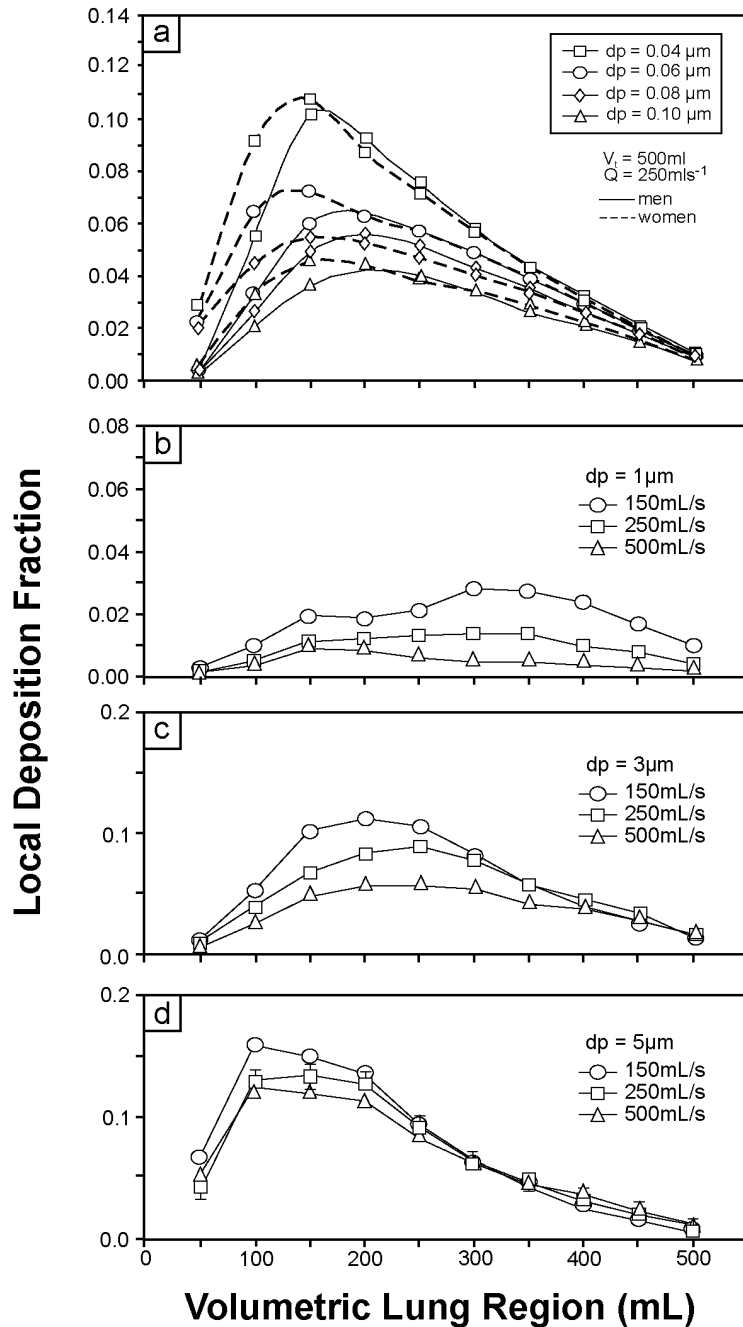 Local Deposition Fraction
a
0.14
0.12
0.10
0.08
0.06
0.04
0.02
0.00
dp = 0.04 µm
dp = 0.06 µm
dp = 0.08 µm
dp = 0.10 µm
Vt = 500ml
Q = 250mls-1
men
women
b
0.08
0.06
0.04
0.02
0.00
dp = 1µm
150mL/s
250mL/s
500mL/s
c
0.2
0.1
0.0
dp = 3µm
150mL/s
250mL/s
500mL/s
d
0.2
0.1
0.0
dp = 5µm
150mL/s
250mL/s
500mL/s
0 100 200 300 400 500
Volumetric Lung Region (mL)